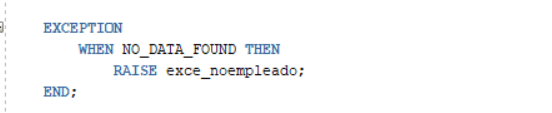 EXCEPTION
WHEN NO_DATA_FOUND THEN
RAISE exce_noempleado;
END;